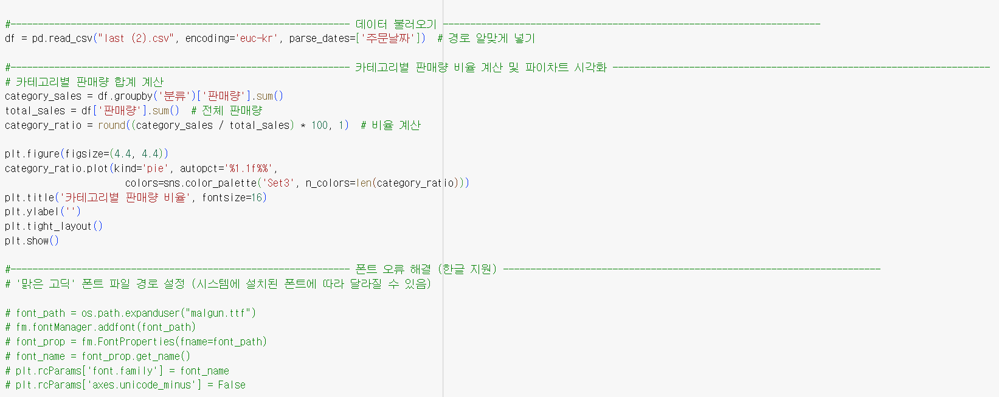 #-------------------------------------------------------------- 데이터 불러오기 ---------------------------------------------------------------------
df = pd.read_csv("last (2).csv", encoding='euc-kr', parse_dates=['주문날짜'])  # 경로 알맞게 넣기
#-------------------------------------------------------------- 카테고리별 판매량 비율 계산 및 파이차트 시각화 ---------------------------------------------------------------------
# 카테고리별 판매량 합계 계산
category_sales = df.groupby('분류')['판매량'].sum()
total_sales = df['판매량'].sum()  # 전체 판매량
category_ratio = round((category_sales / total_sales) * 100, 1)  # 비율 계산
plt.figure(figsize=(4.4, 4.4))
category_ratio.plot(kind='pie', autopct='%1.1f%%',
                      colors=sns.color_palette('Set3', n_colors=len(category_ratio)))
plt.title('카테고리별 판매량 비율', fontsize=16)
plt.ylabel('')
plt.tight_layout()
plt.show()
#-------------------------------------------------------------- 폰트 오류 해결 (한글 지원) ---------------------------------------------------------------------
# '맑은 고딕' 폰트 파일 경로 설정 (시스템에 설치된 폰트에 따라 달라질 수 있음)
# font_path = os.path.expanduser("malgun.ttf")
# fm.fontManager.addfont(font_path)
# font_prop = fm.FontProperties(fname=font_path)
# font_name = font_prop.get_name()
# plt.rcParams['font.family'] = font_name
# plt.rcParams['axes.unicode_minus'] = False